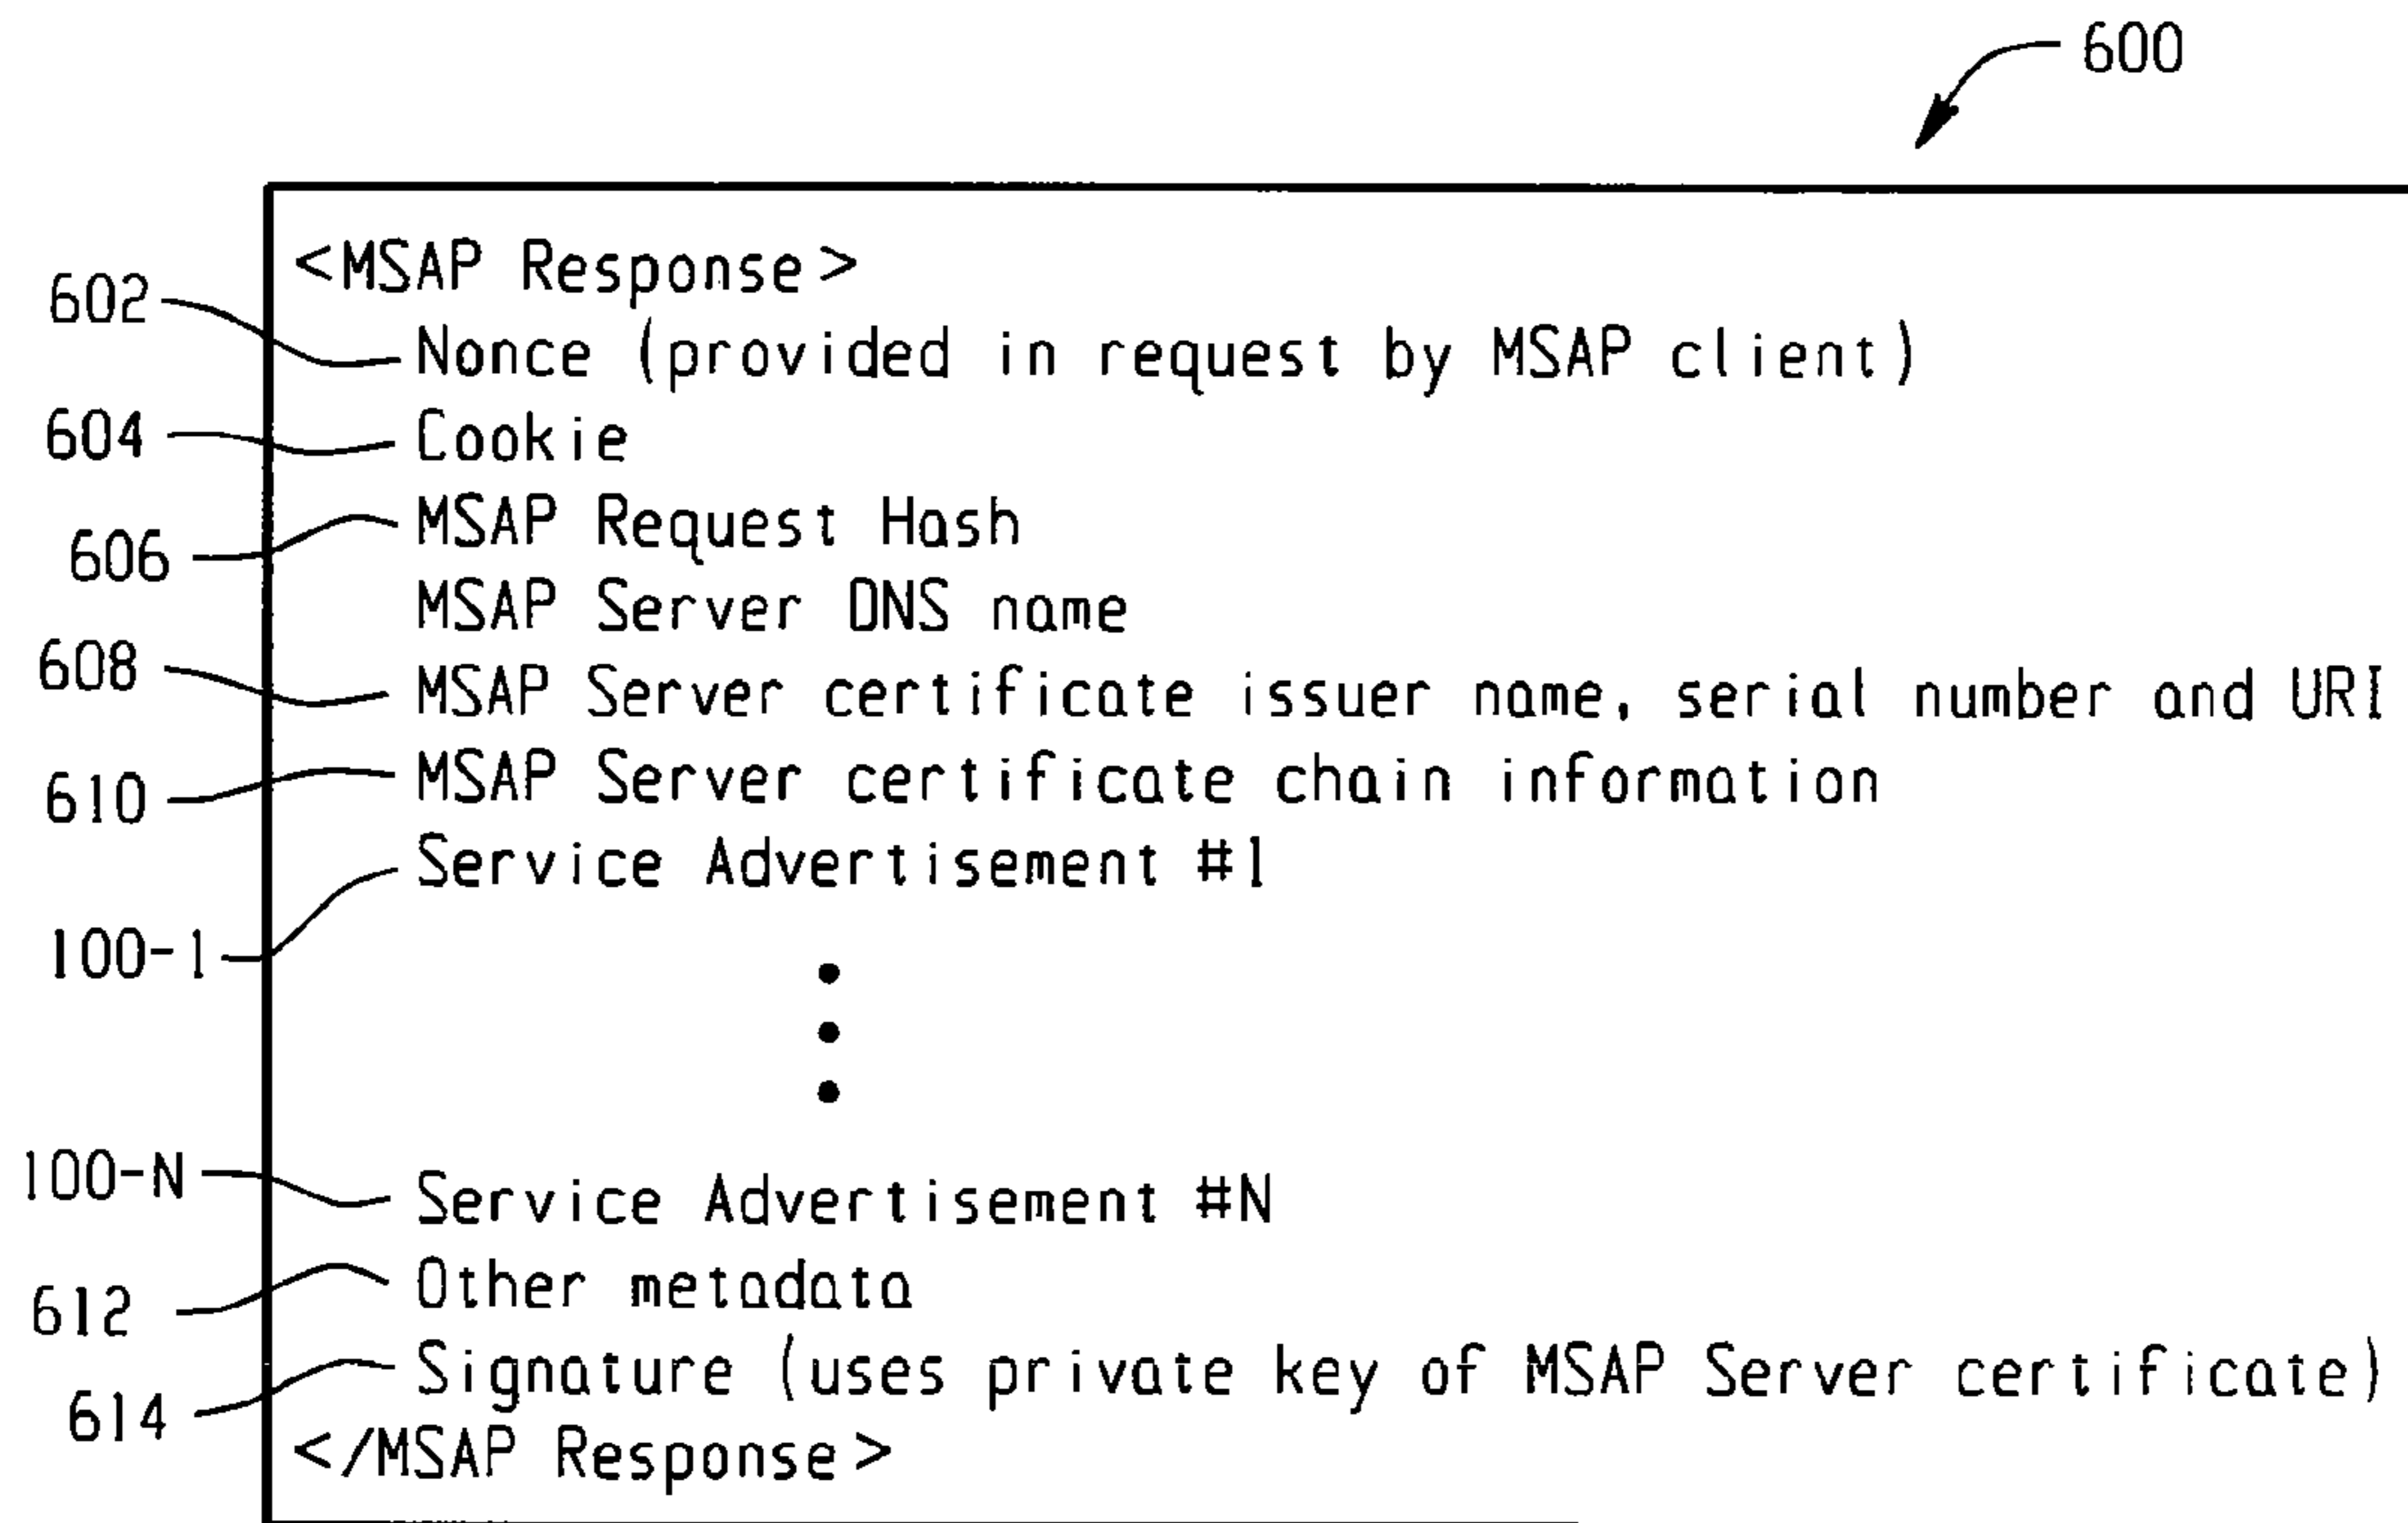 600
<MSAP Response>
602 Nonce (provided in request by MSAP client)
604 Cookie
606 MSAP Request Hash
MSAP Server DNS name
608 MSAP Server certificate issuer name, serial number and URI
610 MSAP Server certificate chain information
100-1 Service Advertisement #1
100-N Service Advertisement #N
612 Other metadata
614 Signature (uses private key of MSAP Server certificate)
</MSAP Response>